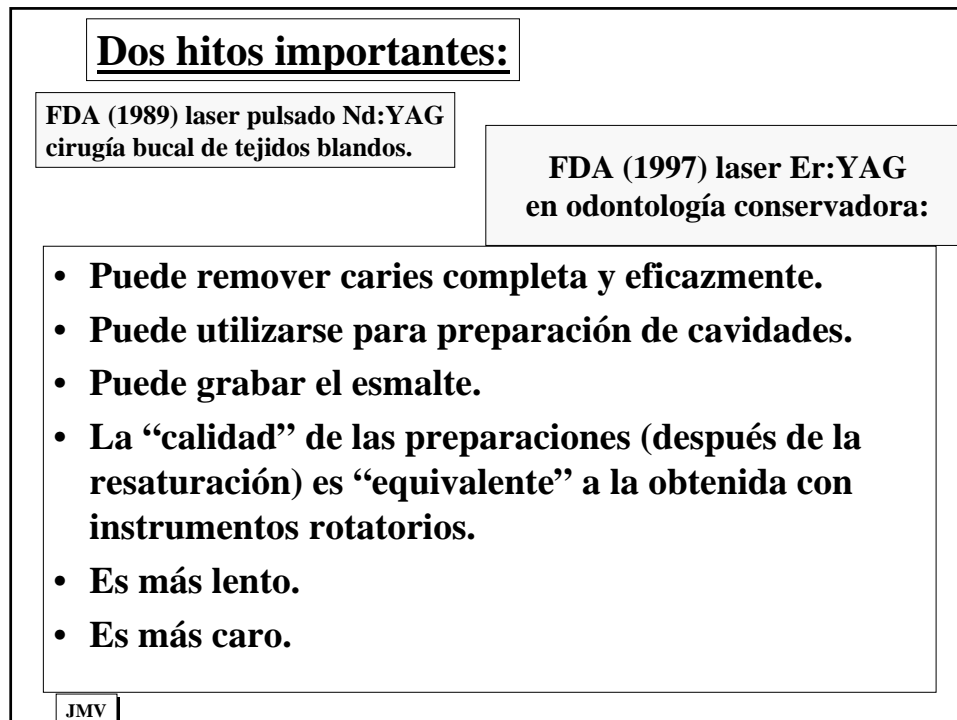 Dos hitos importantes:
FDA (1989) laser pulsado Nd:YAG
cirugía bucal de tejidos blandos.
FDA (1997) laser Er:YAG
en odontología conservadora:
• Puede remover caries completa y eficazmente.
• Puede utilizarse para preparación de cavidades.
• Puede grabar el esmalte.
• La “calidad” de las preparaciones (después de la
resaturación) es “equivalente” a la obtenida con
instrumentos rotatorios.
• Es más lento.
• Es más caro.
JMV